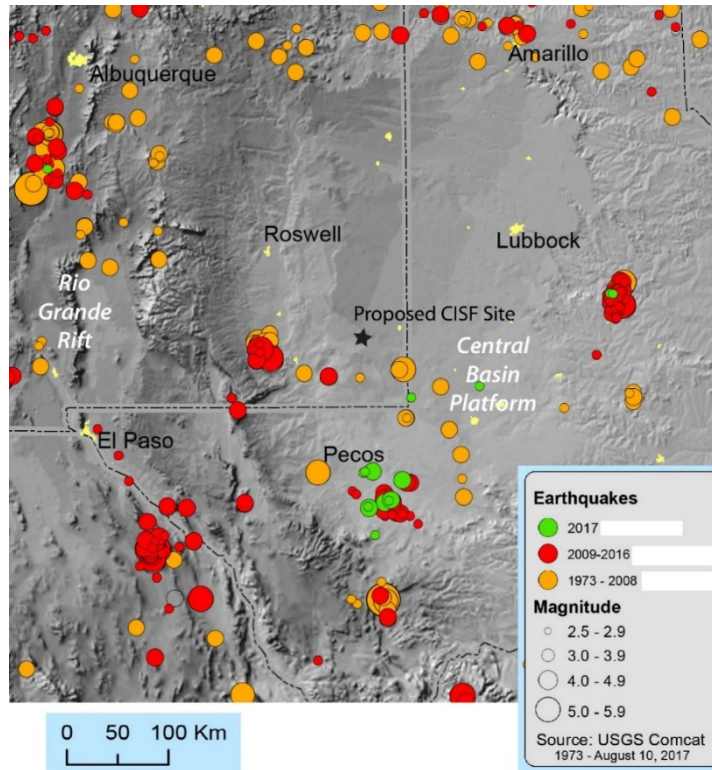 Albuquerque
Amarillo
Roswell
Lubbock
Rio
Grande
Rift
Proposed CISF Site
Central
Basin
Platform
El Paso
Pecos
Earthquakes
2017
2009-2016
1973 - 2008
Magnitude
2.5 - 2.9
3.0 - 3.9
4.0 - 4.9
5.0 - 5.9
Source: USGS Comcat
1973 - August 10, 2017
0 50 100 Km